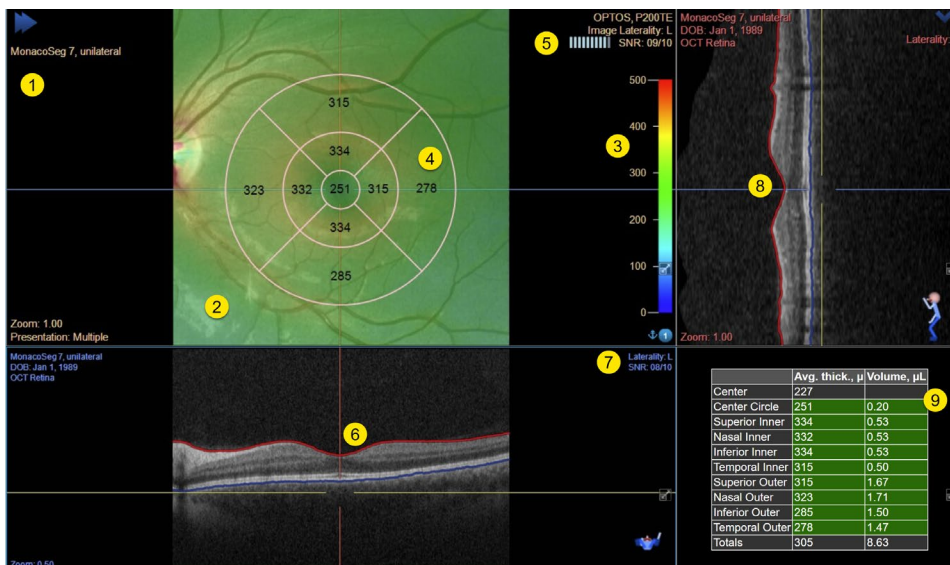 MonacoSeg 7, unilateral
1
OPTOS, P200TE
Image Laterality: L
5
SNR: 09/10
315
334
4
323
332
251
315
278
334
285
2
500
400
3
300
200
100
0
1
Zoom: 1.00
Presentation: Multiple
MonacoSeg 7, unilateral
DOB: Jan 1, 1989
OCT Retina
Laterality:
8
Zoom: 1.00
MonacoSeg 7, unilateral
DOB: Jan 1, 1989
OCT Retina
7
Laterality: L
SNR: 08/10
6
Zoom: 0.50
Avg. thick., µ Volume, µL
9
Center 227
Center Circle 251 0.20
Superior Inner 334 0.53
Nasal Inner 332 0.53
Inferior Inner 334 0.53
Temporal Inner 315 0.50
Superior Outer 315 1.67
Nasal Outer 323 1.71
Inferior Outer 285 1.50
Temporal Outer 278 1.47
Totals 305 8.63